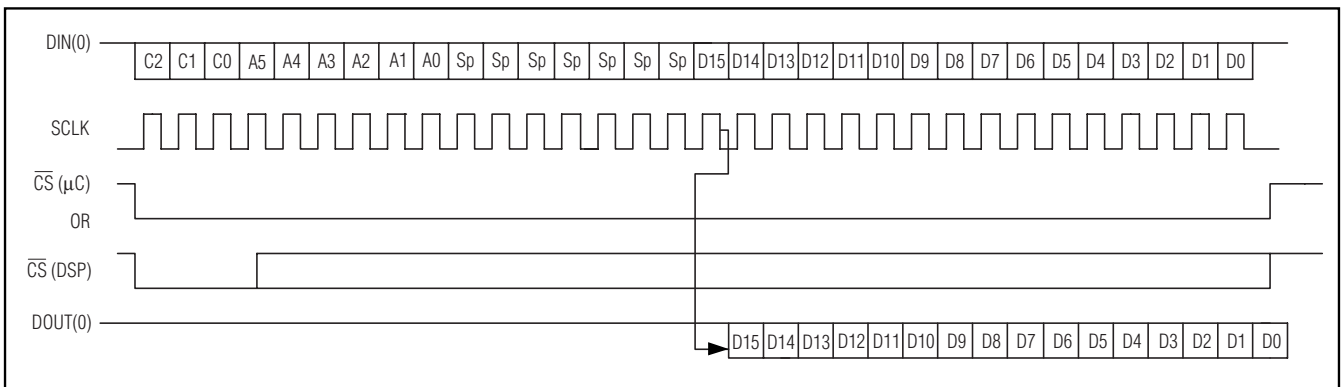 DIN(0)
C2 C1 C0 A5 A4 A3 A2 A1 A0 Sp Sp Sp Sp Sp Sp Sp D15 D14 D13 D12 D11 D10 D9 D8 D7 D6 D5 D4 D3 D2 D1 D0
SCLK
CS (μC)
OR
CS (DSP)
DOUT(0)
D15 D14 D13 D12 D11 D10 D9 D8 D7 D6 D5 D4 D3 D2 D1 D0